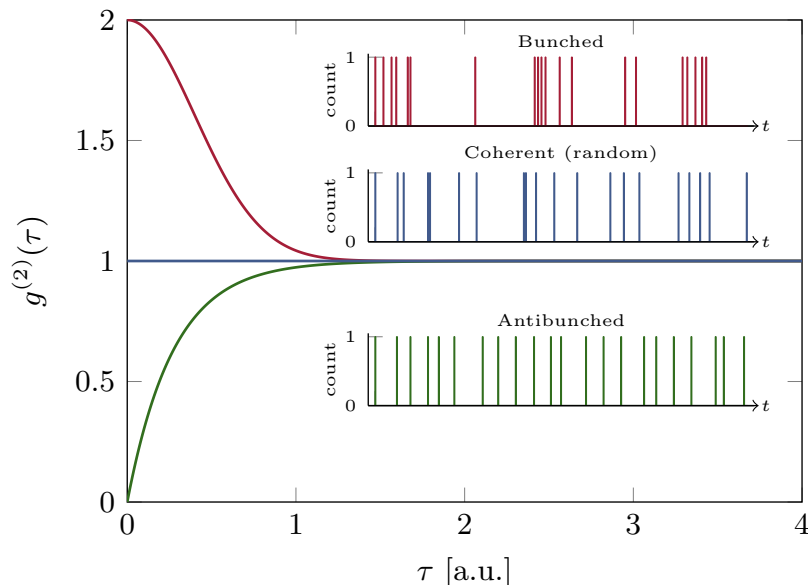 2
1.5
1
0.5
0
g^{(2)}(τ)
0
1
2
3
4
τ [a.u.]
Bunched
1
0
count
t
Coherent (random)
1
0
count
t
Antibunched
1
0
count
t